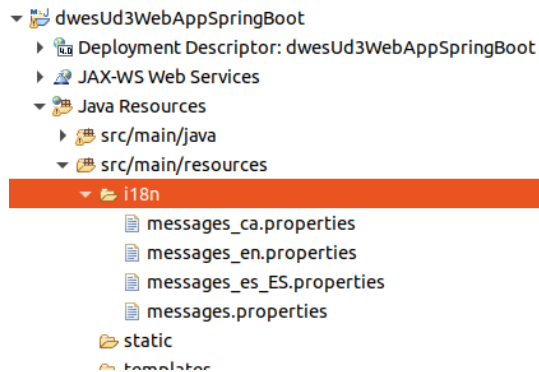 dwesUd3WebAppSpringBoot
Deployment Descriptor: dwesUd3WebAppSpringBoot
JAX-WS Web Services
Java Resources
src/main/java
src/main/resources
i18n
messages_ca.properties
messages_en.properties
messages_es_ES.properties
messages.properties
static
templates